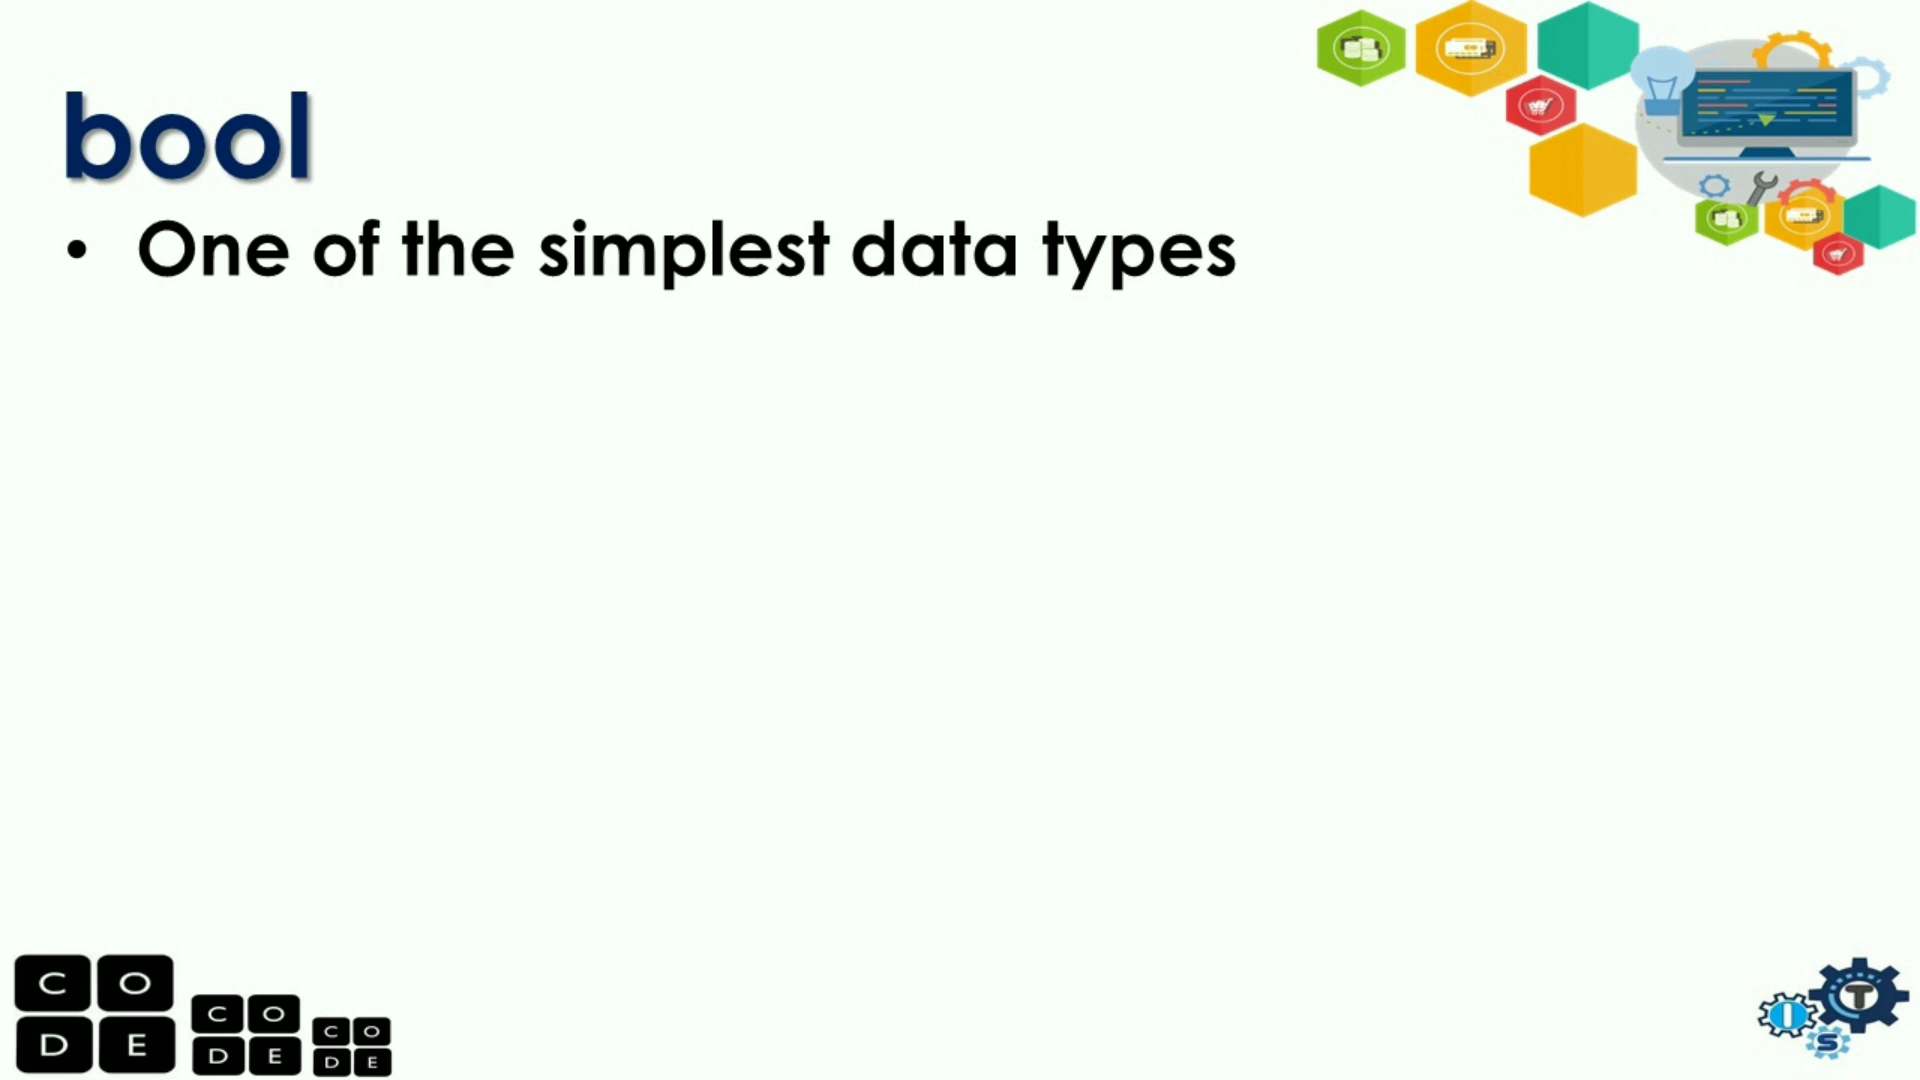 bool
• One of the simplest data types
C O
D E
C O
D E
C O
D E
I T
S